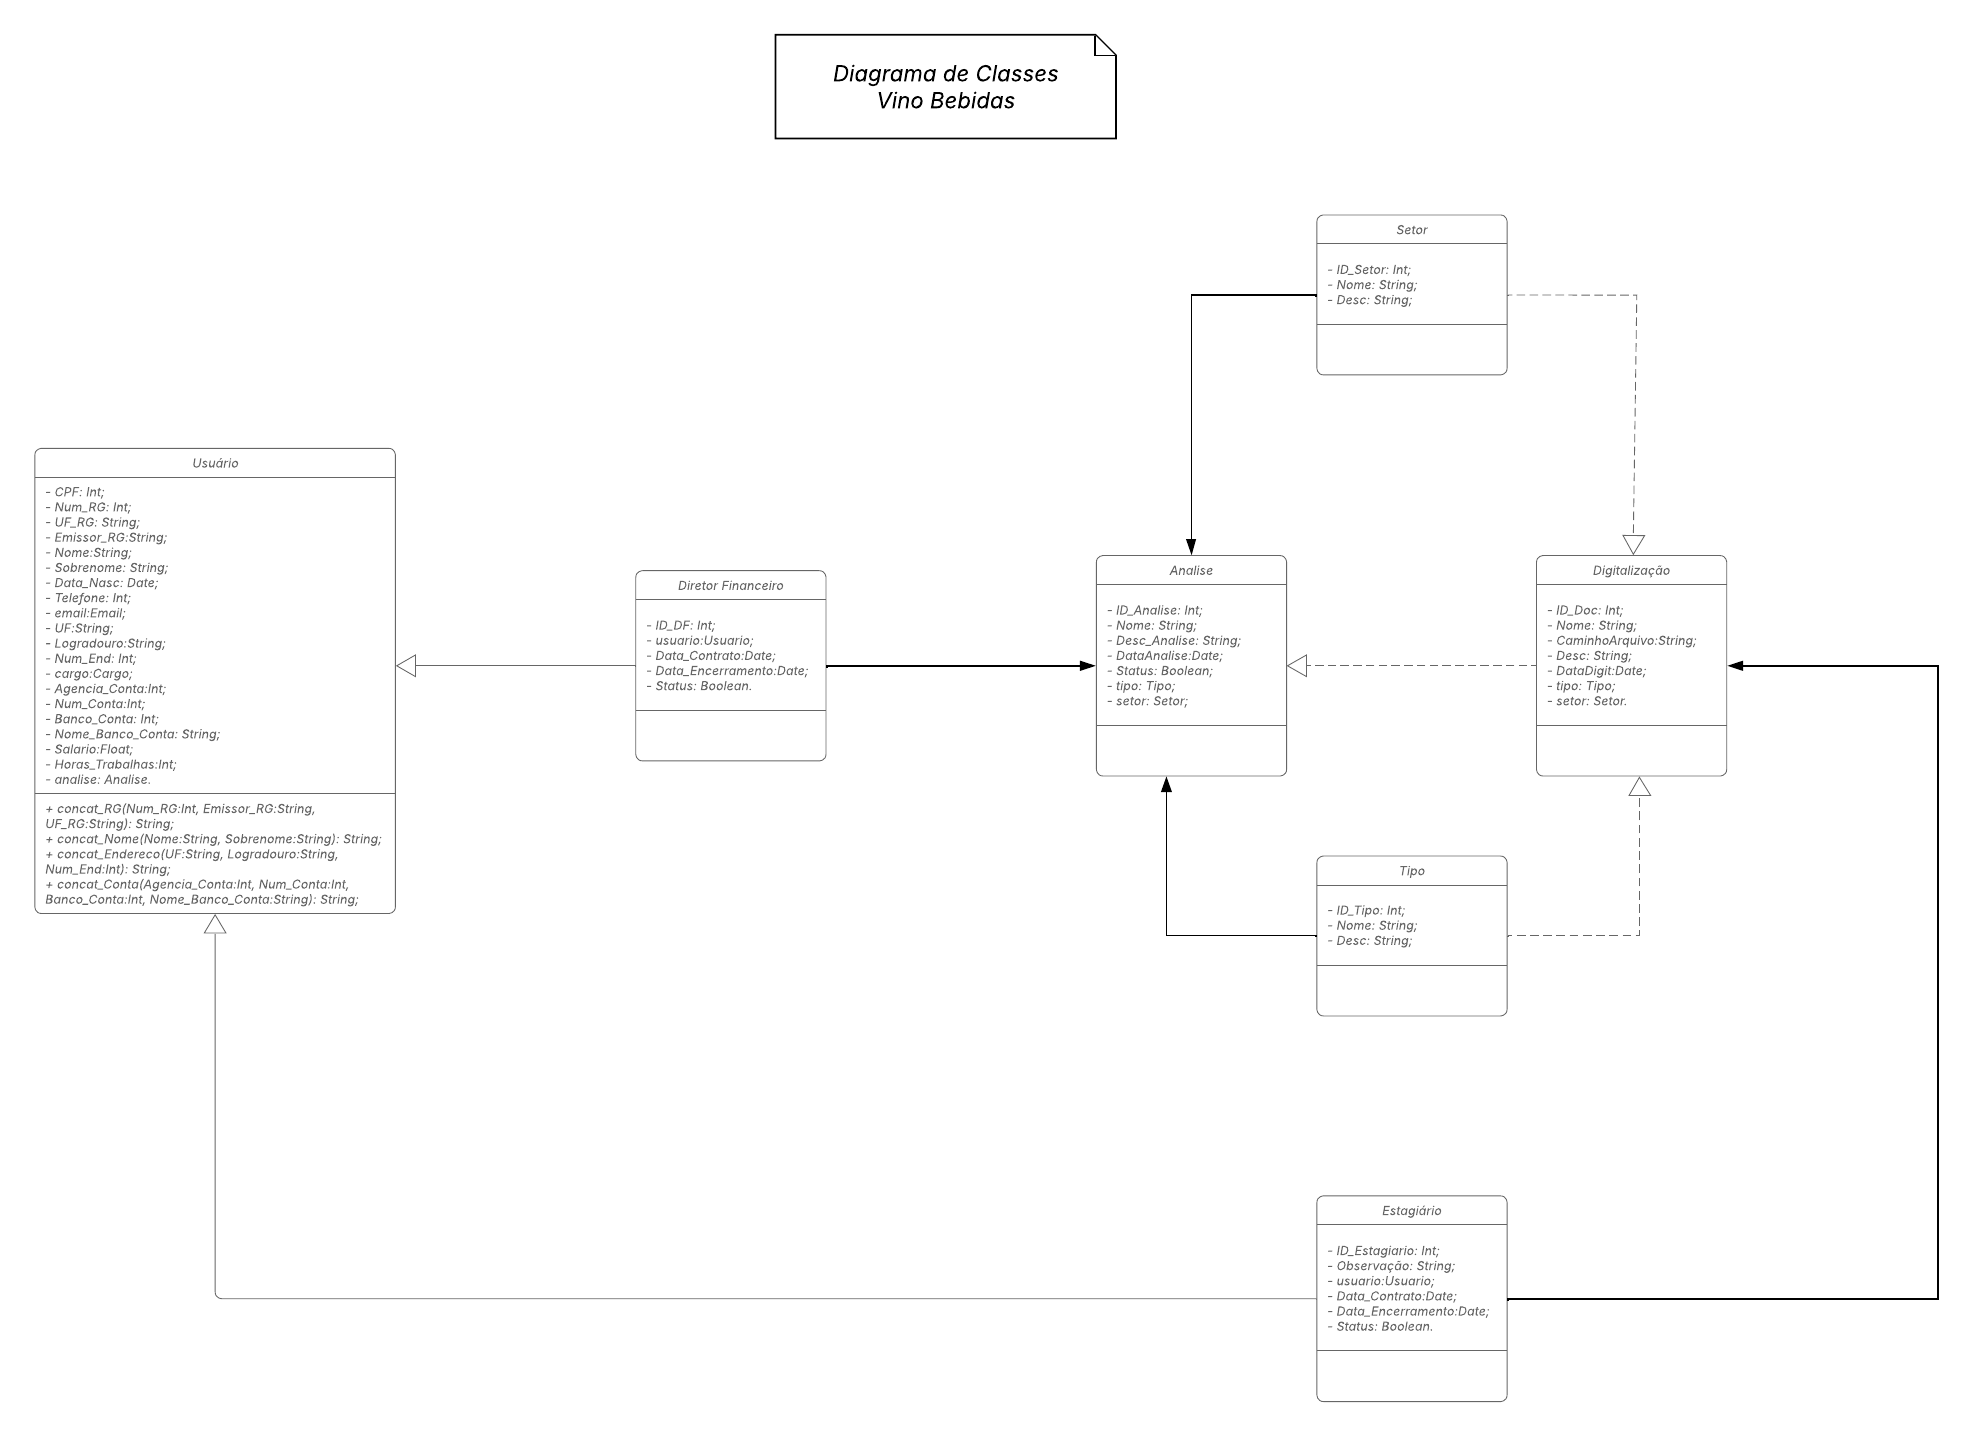 Diagrama de Classes
Vino Bebidas
Setor
- ID_Setor: Int;
- Nome: String;
- Desc: String;
Usuário
- CPF: Int;
- Num_RG: Int;
- UF_RG: String;
- Emissor_RG:String;
- Nome:String;
- Sobrenome: String;
- Data_Nasc: Date;
- Telefone: Int;
- email:Email;
- UF:String;
- Logradouro:String;
- Num_End: Int;
- cargo:Cargo;
- Agencia_Conta:Int;
- Num_Conta:Int;
- Banco_Conta: Int;
- Nome_Banco_Conta: String;
- Salario:Float;
- Horas_Trabalhas:Int;
- analise: Analise.
+ concat_RG(Num_RG:Int, Emissor_RG:String,
UF_RG:String): String;
+ concat_Nome(Nome:String, Sobrenome:String): String;
+ concat_Endereco(UF:String, Logradouro:String,
Num_End:Int): String;
+ concat_Conta(Agencia_Conta:Int, Num_Conta:Int,
Banco_Conta:Int, Nome_Banco_Conta:String): String;
Diretor Financeiro
- ID_DF: Int;
- usuario:Usuario;
- Data_Contrato:Date;
- Data_Encerramento:Date;
- Status: Boolean.
Analise
- ID_Analise: Int;
- Nome: String;
- Desc_Analise: String;
- DataAnalise:Date;
- Status: Boolean;
- tipo: Tipo;
- setor: Setor;
Digitalização
- ID_Doc: Int;
- Nome: String;
- CaminhoArquivo:String;
- Desc: String;
- DataDigit:Date;
- tipo: Tipo;
- setor: Setor.
Tipo
- ID_Tipo: Int;
- Nome: String;
- Desc: String;
Estagiário
- ID_Estagiario: Int;
- Observação: String;
- usuario:Usuario;
- Data_Contrato:Date;
- Data_Encerramento:Date;
- Status: Boolean.